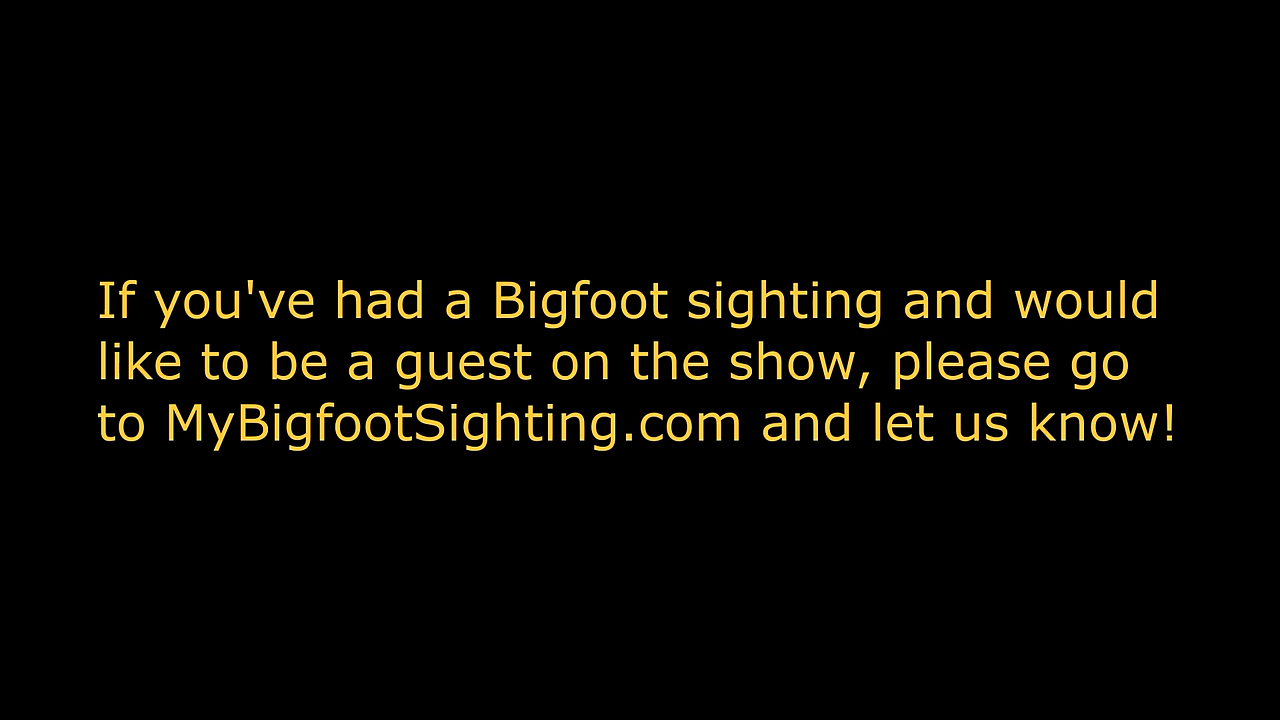 If you've had a Bigfoot sighting and would
like to be a guest on the show, please go
to MyBigfootSighting.com and let us know!